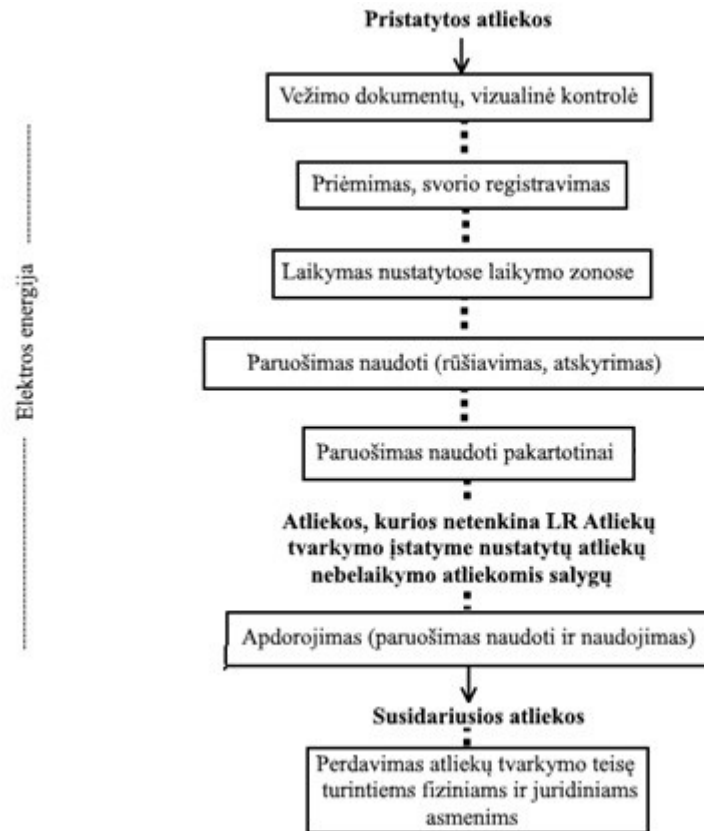 Pristatytos atliekos
Vežimo dokumentų, vizualinė kontrolė
Priėmimas, svorio registravimas
Laikymas nustatytose laikymo zonose
Paruošimas naudoti (rūšiavimas, atskyrimas)
Paruošimas naudoti pakartotinai
Atliekos, kurios netenkina LR Atliekų
tvarkymo įstatyme nustatytų atliekų
nebelaikymo atliekomis salygų
Apdorojimas (paruošimas naudoti ir naudojimas)
Susidariusios atliekos
Perdavimas atliekų tvarkymo teisę
turintiems fiziniams ir juridiniams
asmenims
Elektros energija